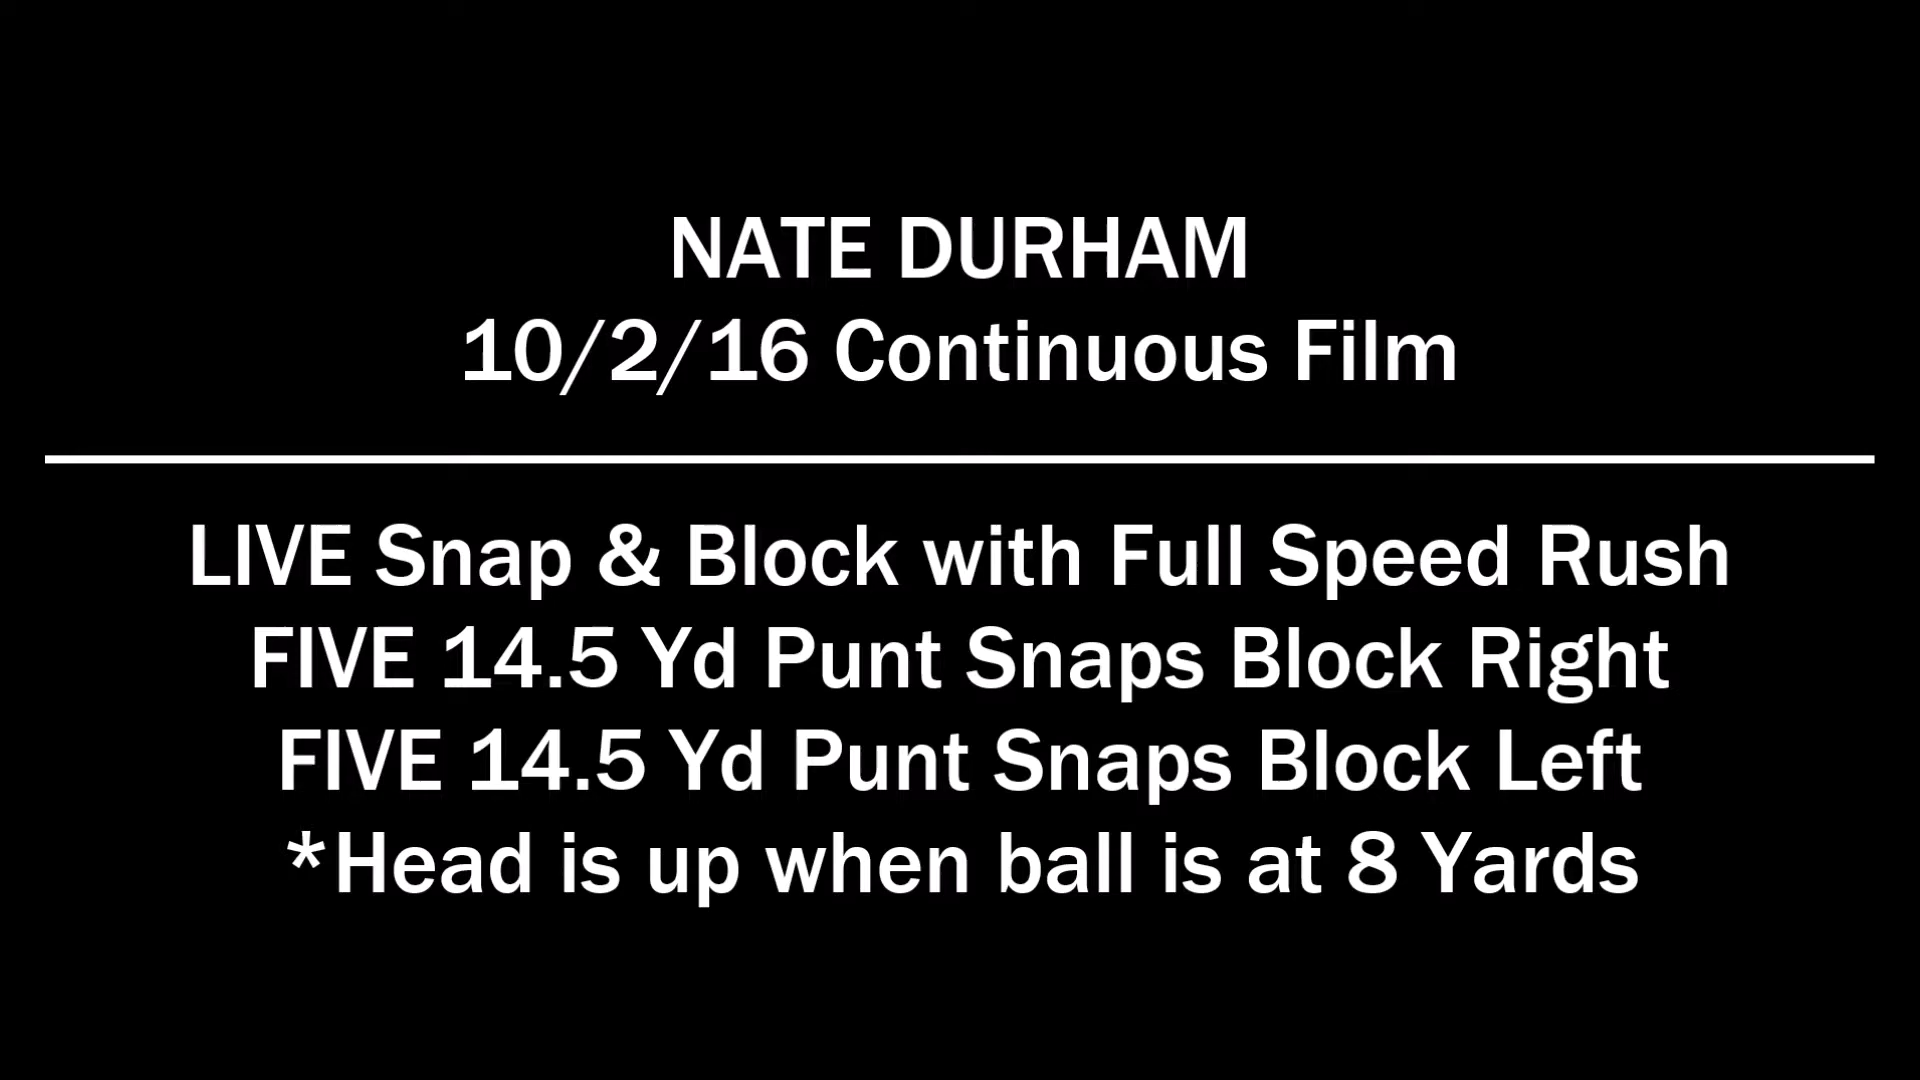 NATE DURHAM
10/2/16 Continuous Film
LIVE Snap & Block with Full Speed Rush
FIVE 14.5 Yd Punt Snaps Block Right
FIVE 14.5 Yd Punt Snaps Block Left
*Head is up when ball is at 8 Yards